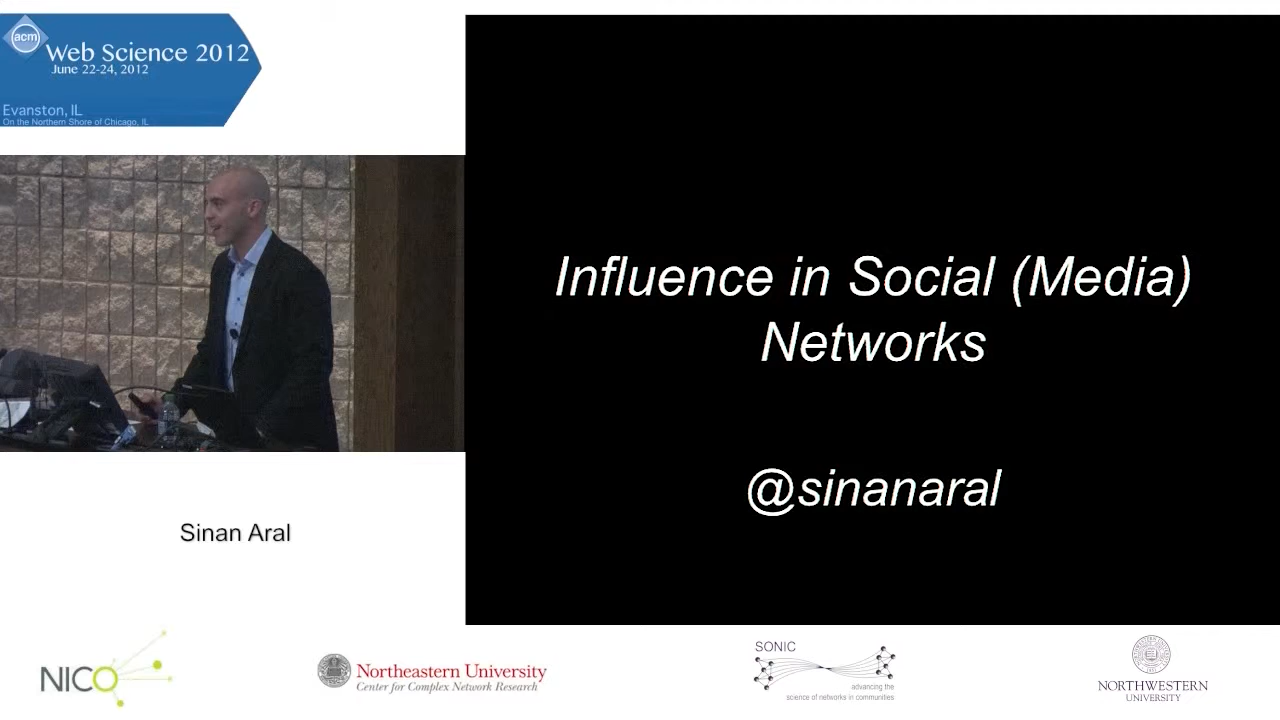 acm
Web Science 2012
June 22-24, 2012
Evanston, IL
On the Northern Shore of Chicago, IL
Influence in Social (Media)
Networks
@sinanaral
Sinan Aral
NICO
Northeastern University
Center for Complex Network Research
SONIC
advancing the
science of networks in communities
NORTHWESTERN
UNIVERSITY